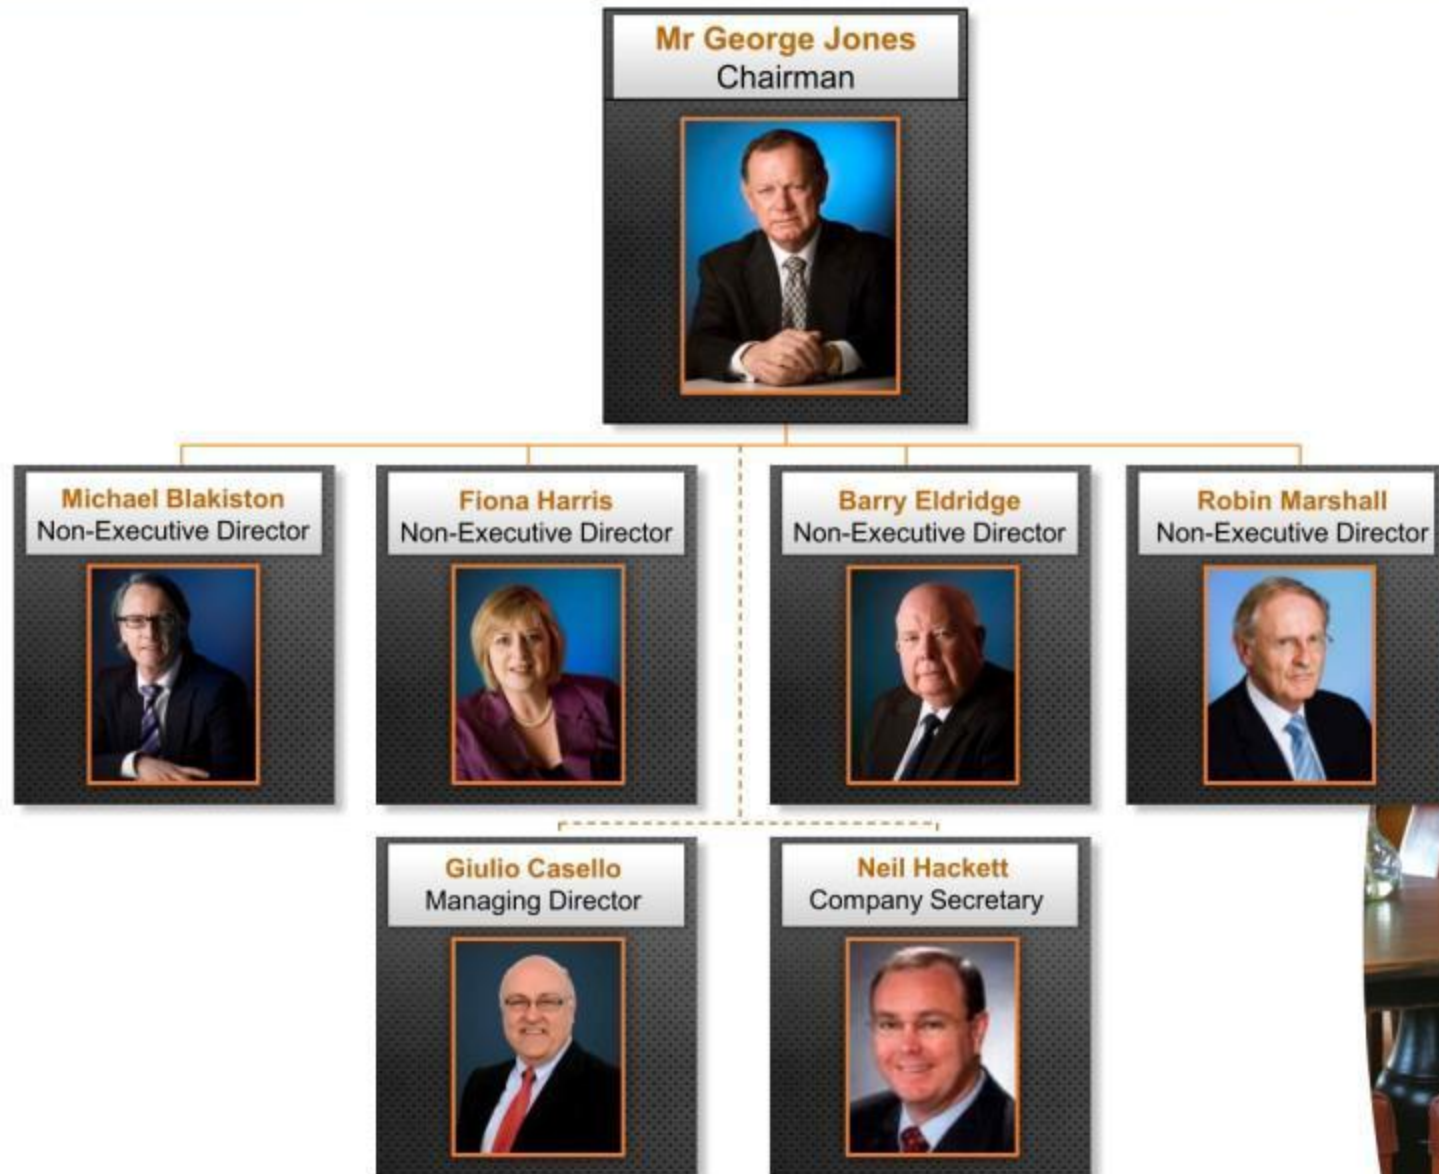 Mr George Jones
Chairman
Michael Blakiston
Non-Executive Director
Fiona Harris
Non-Executive Director
Barry Eldridge
Non-Executive Director
Robin Marshall
Non-Executive Director
Giulio Casello
Managing Director
Neil Hackett
Company Secretary